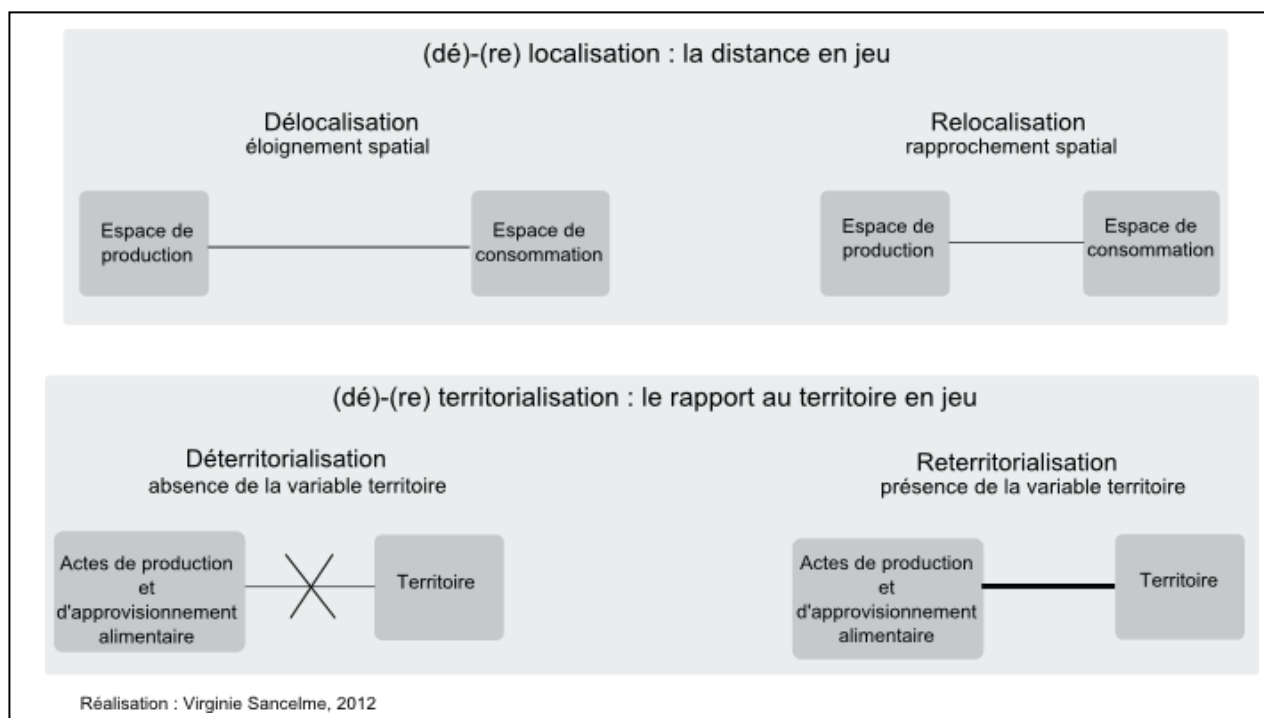 (dé)-(re) localisation : la distance en jeu
Délocalisation
éloignement spatial
Relocalisation
rapprochement spatial
Espace de
production
Espace de
consommation
Espace de
production
Espace de
consommation
(dé)-(re) territorialisation : le rapport au territoire en jeu
Déterritorialisation
absence de la variable territoire
Reterritorialisation
présence de la variable territoire
Actes de production
et
d'approvisionnement
alimentaire
Territoire
Actes de production
et
d'approvisionnement
alimentaire
Territoire
Réalisation : Virginie Sancelme, 2012